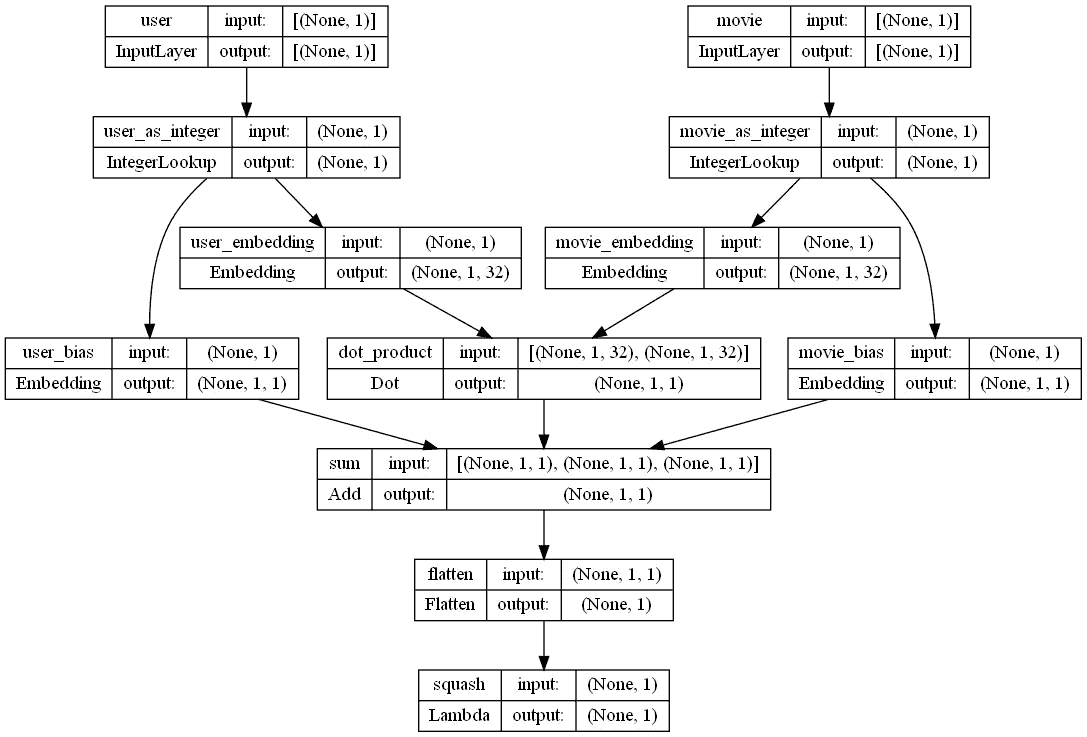 user input: [(None, 1)]
InputLayer output: [(None, 1)]
movie input: [(None, 1)]
InputLayer output: [(None, 1)]
user_as_integer input: (None, 1)
IntegerLookup output: (None, 1)
movie_as_integer input: (None, 1)
IntegerLookup output: (None, 1)
user_embedding input: (None, 1)
Embedding output: (None, 1, 32)
movie_embedding input: (None, 1)
Embedding output: (None, 1, 32)
user_bias input: (None, 1)
Embedding output: (None, 1, 1)
dot_product input: [(None, 1, 32), (None, 1, 32)]
Dot output: (None, 1, 1)
movie_bias input: (None, 1)
Embedding output: (None, 1, 1)
sum input: [(None, 1, 1), (None, 1, 1), (None, 1, 1)]
Add output: (None, 1, 1)
flatten input: (None, 1, 1)
Flatten output: (None, 1)
squash input: (None, 1)
Lambda output: (None, 1)